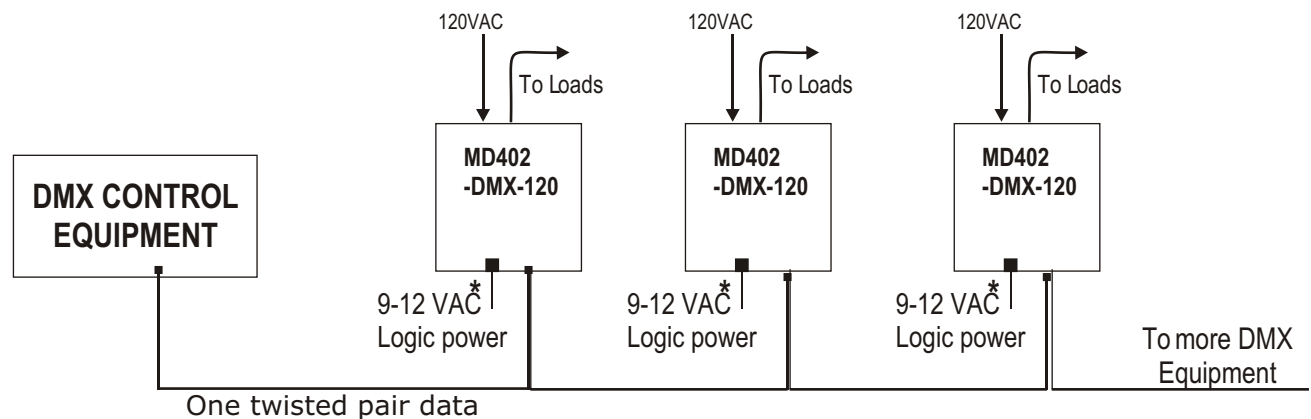 120VAC
120VAC
120VAC
To Loads
To Loads
To Loads
MD402
-DMX-120
MD402
-DMX-120
MD402
-DMX-120
DMX CONTROL
EQUIPMENT
9-12 VAC*
Logic power
9-12 VAC*
Logic power
9-12 VAC*
Logic power
To more DMX
Equipment
One twisted pair data